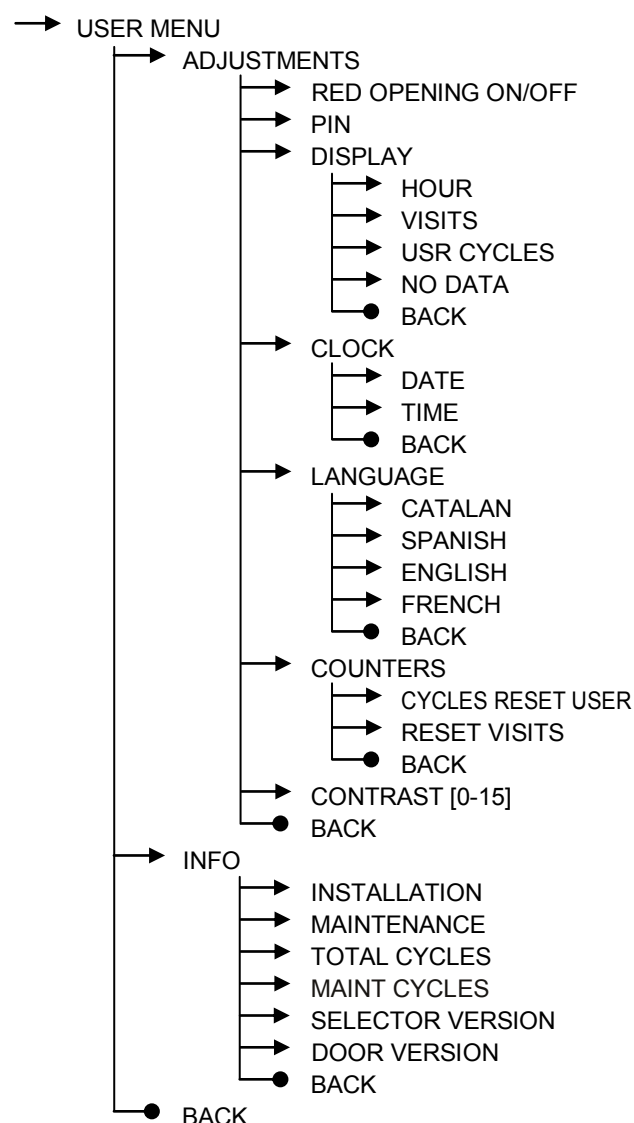 USER MENU
ADJUSTMENTS
RED OPENING ON/OFF
PIN
DISPLAY
HOUR
VISITS
USR CYCLES
NO DATA
BACK
CLOCK
DATE
TIME
BACK
LANGUAGE
CATALAN
SPANISH
ENGLISH
FRENCH
BACK
COUNTERS
CYCLES RESET USER
RESET VISITS
BACK
CONTRAST [0-15]
BACK
INFO
INSTALLATION
MAINTENANCE
TOTAL CYCLES
MAINT CYCLES
SELECTOR VERSION
DOOR VERSION
BACK
BACK